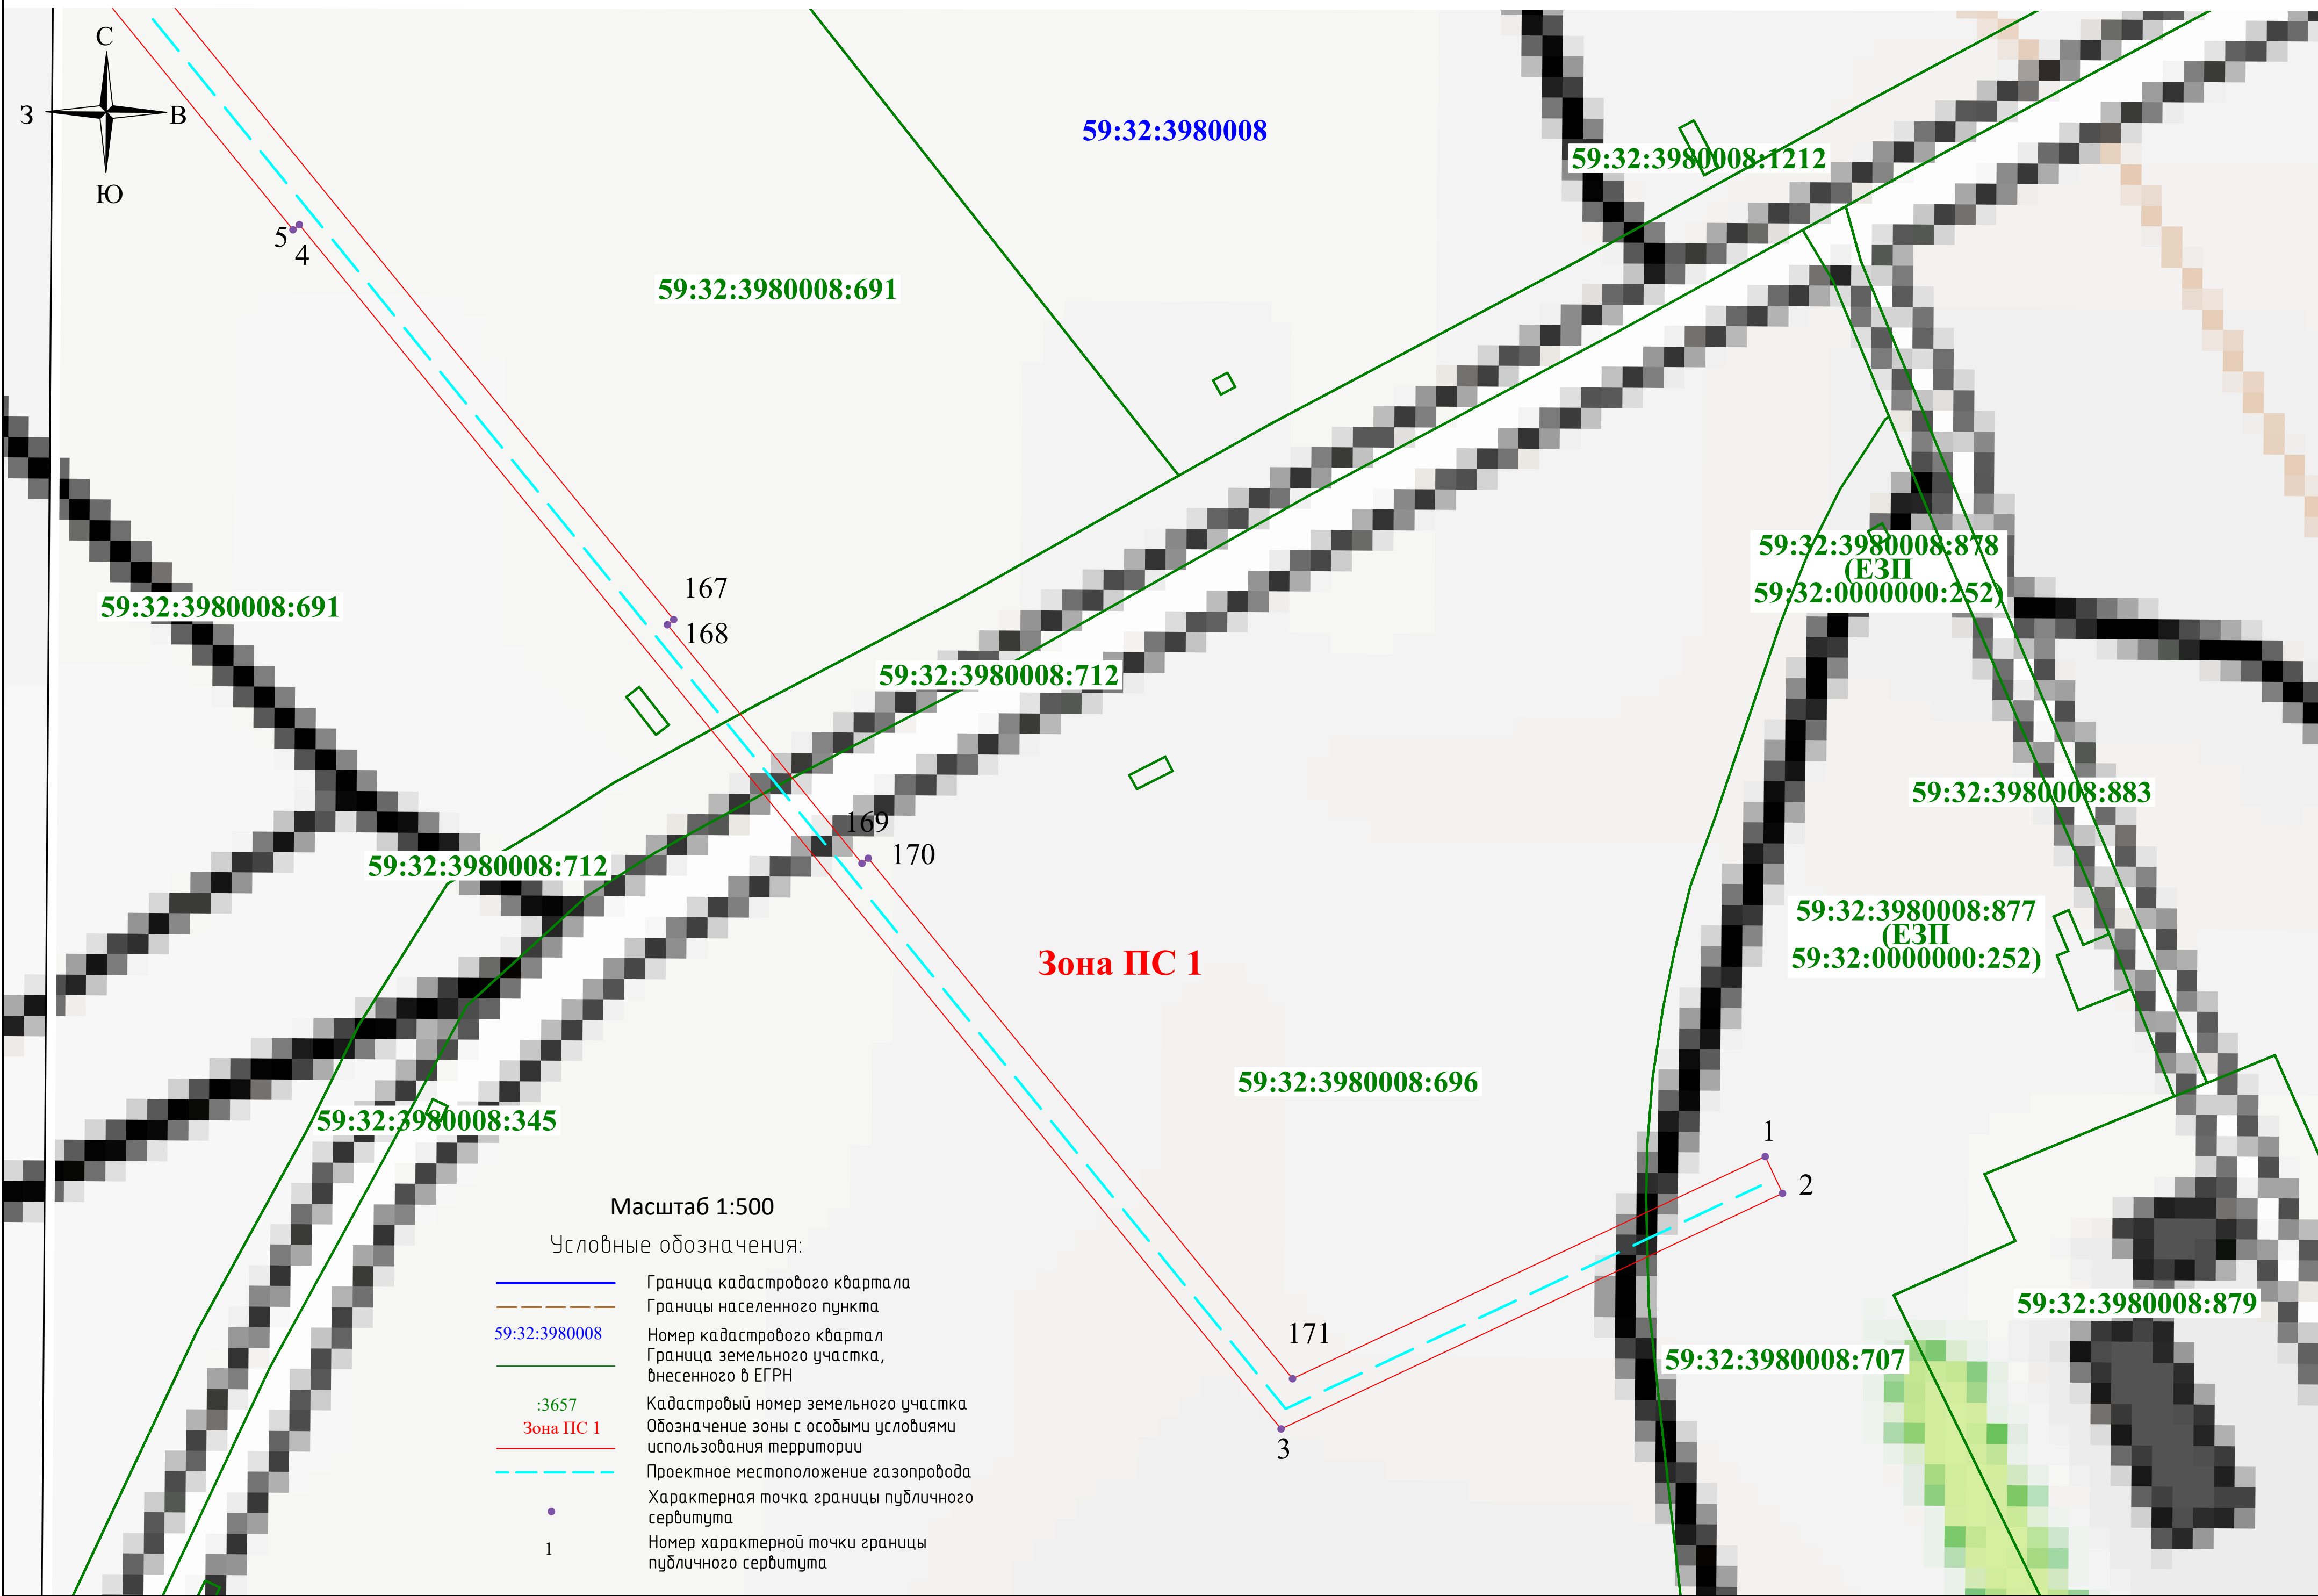 С
З
В
Ю
59:32:3980008
59:32:3980008:1212
5
4
59:32:3980008:691
59:32:3980008:878
(ЕЗП
59:32:0000000:252)
167
168
59:32:3980008:691
59:32:3980008:712
59:32:3980008:883
169
170
59:32:3980008:712
59:32:3980008:877
(ЕЗП
59:32:0000000:252)
Зона ПС 1
59:32:3980008:696
59:32:3980008:345
1
2
59:32:3980008:879
171
59:32:3980008:707
3
Масштаб 1:500
Условные обозначения:
Граница кадастрового квартала
Границы населенного пункта
59:32:3980008 Номер кадастрового квартал
Граница земельного участка,
внесенного в ЕГРН
:3657 Кадастровый номер земельного участка
Зона ПС 1 Обозначение зоны с особыми условиями
использования территории
Проектное местоположение газопровода
Характерная точка границы публичного
сервитута
1 Номер характерной точки границы
публичного сервитута